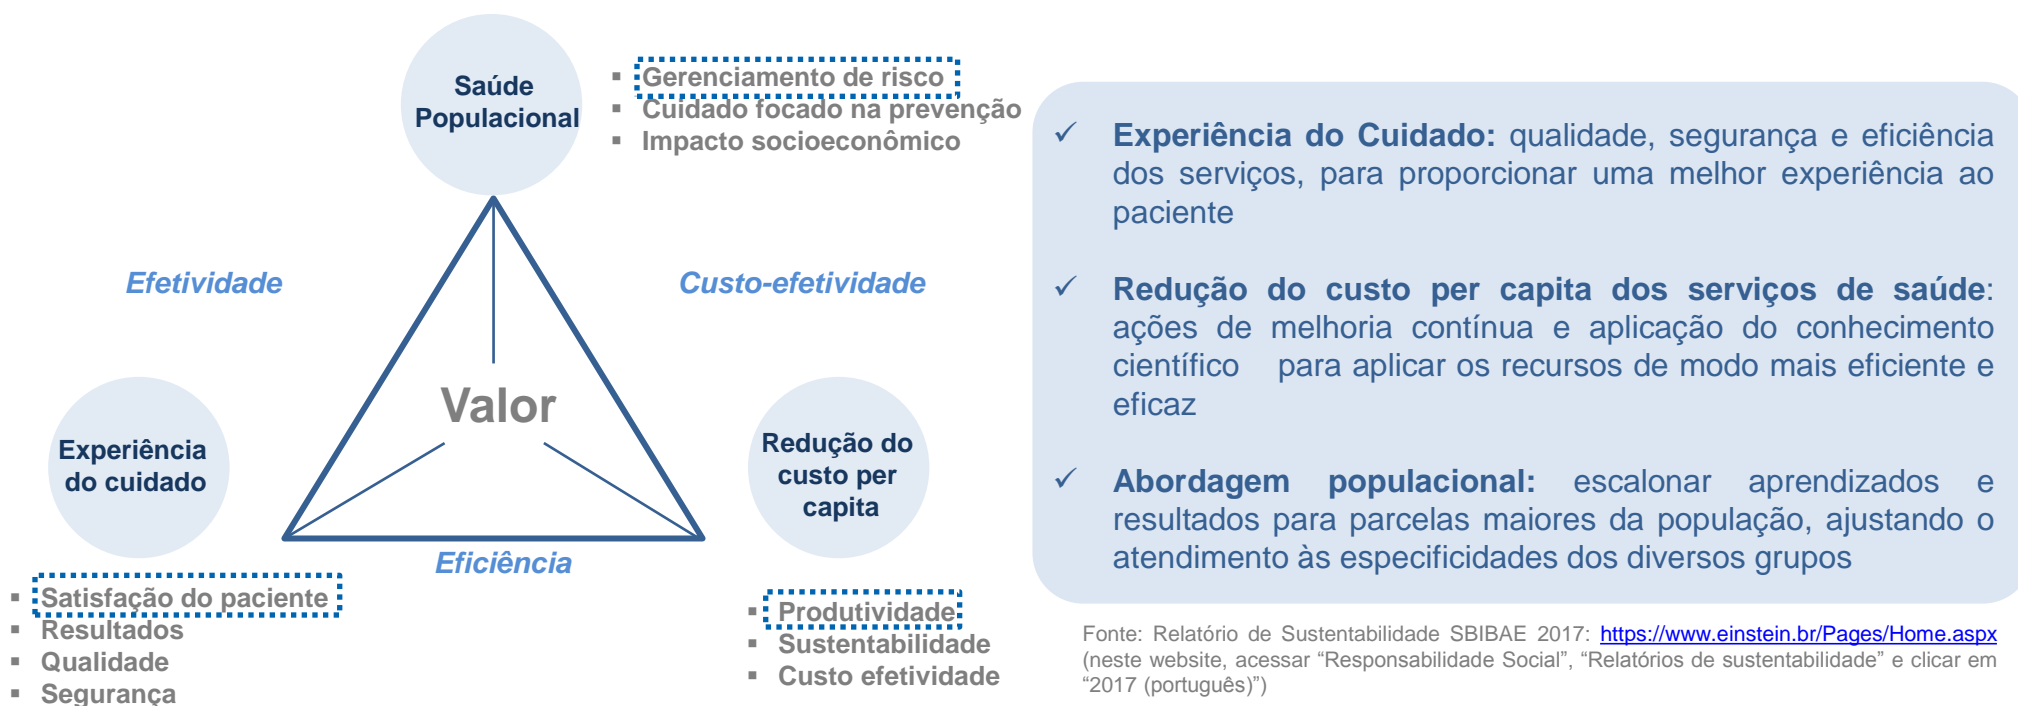 Saúde
Populacional
▪ Gerenciamento de risco
▪ Cuidado focado na prevenção
▪ Impacto socioeconômico
Efetividade
Custo-efetividade
Valor
Experiência
do cuidado
Redução do
custo per
capita
Eficiência
▪ Satisfação do paciente
▪ Resultados
▪ Qualidade
▪ Segurança
▪ Produtividade
▪ Sustentabilidade
▪ Custo efetividade
✓ Experiência do Cuidado: qualidade, segurança e eficiência
dos serviços, para proporcionar uma melhor experiência ao
paciente
✓ Redução do custo per capita dos serviços de saúde:
ações de melhoria contínua e aplicação do conhecimento
científico para aplicar os recursos de modo mais eficiente e
eficaz
✓ Abordagem populacional: escalonar aprendizados e
resultados para parcelas maiores da população, ajustando o
atendimento às especificidades dos diversos grupos
Fonte: Relatório de Sustentabilidade SBIBAE 2017: https://www.einstein.br/Pages/Home.aspx
(neste website, acessar “Responsabilidade Social”, “Relatórios de sustentabilidade” e clicar em
“2017 (português)”)